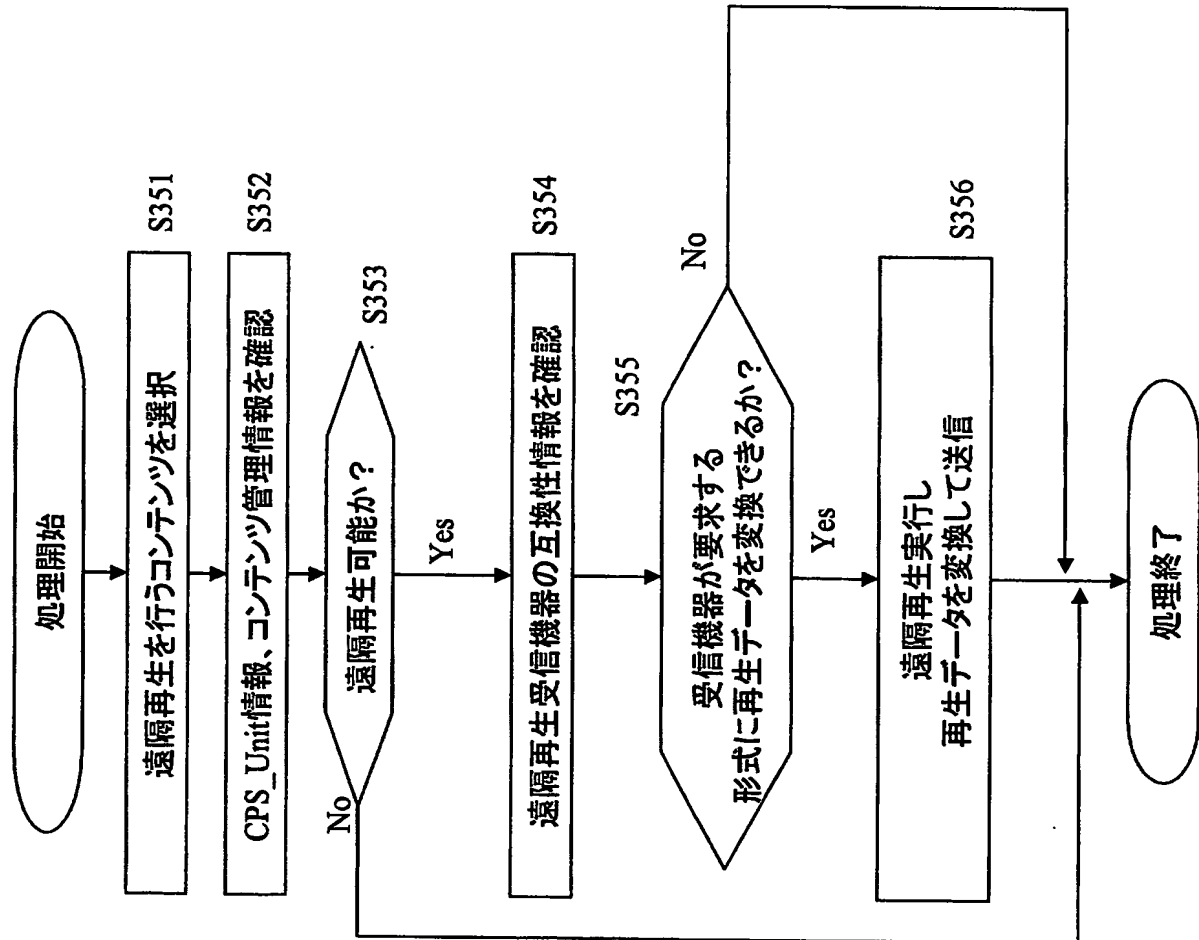 処理開始
遠隔再生を行うコンテンツを選択
S351
CPS_Unit情報、コンテンツ管理情報を確認
S352
遠隔再生可能か？
S353
No
Yes
遠隔再生受信機器の互換性情報を確認
S354
S355
受信機器が要求する
形式に再生データを変換できるか？
No
Yes
遠隔再生実行し
再生データを変換して送信
S356
処理終了